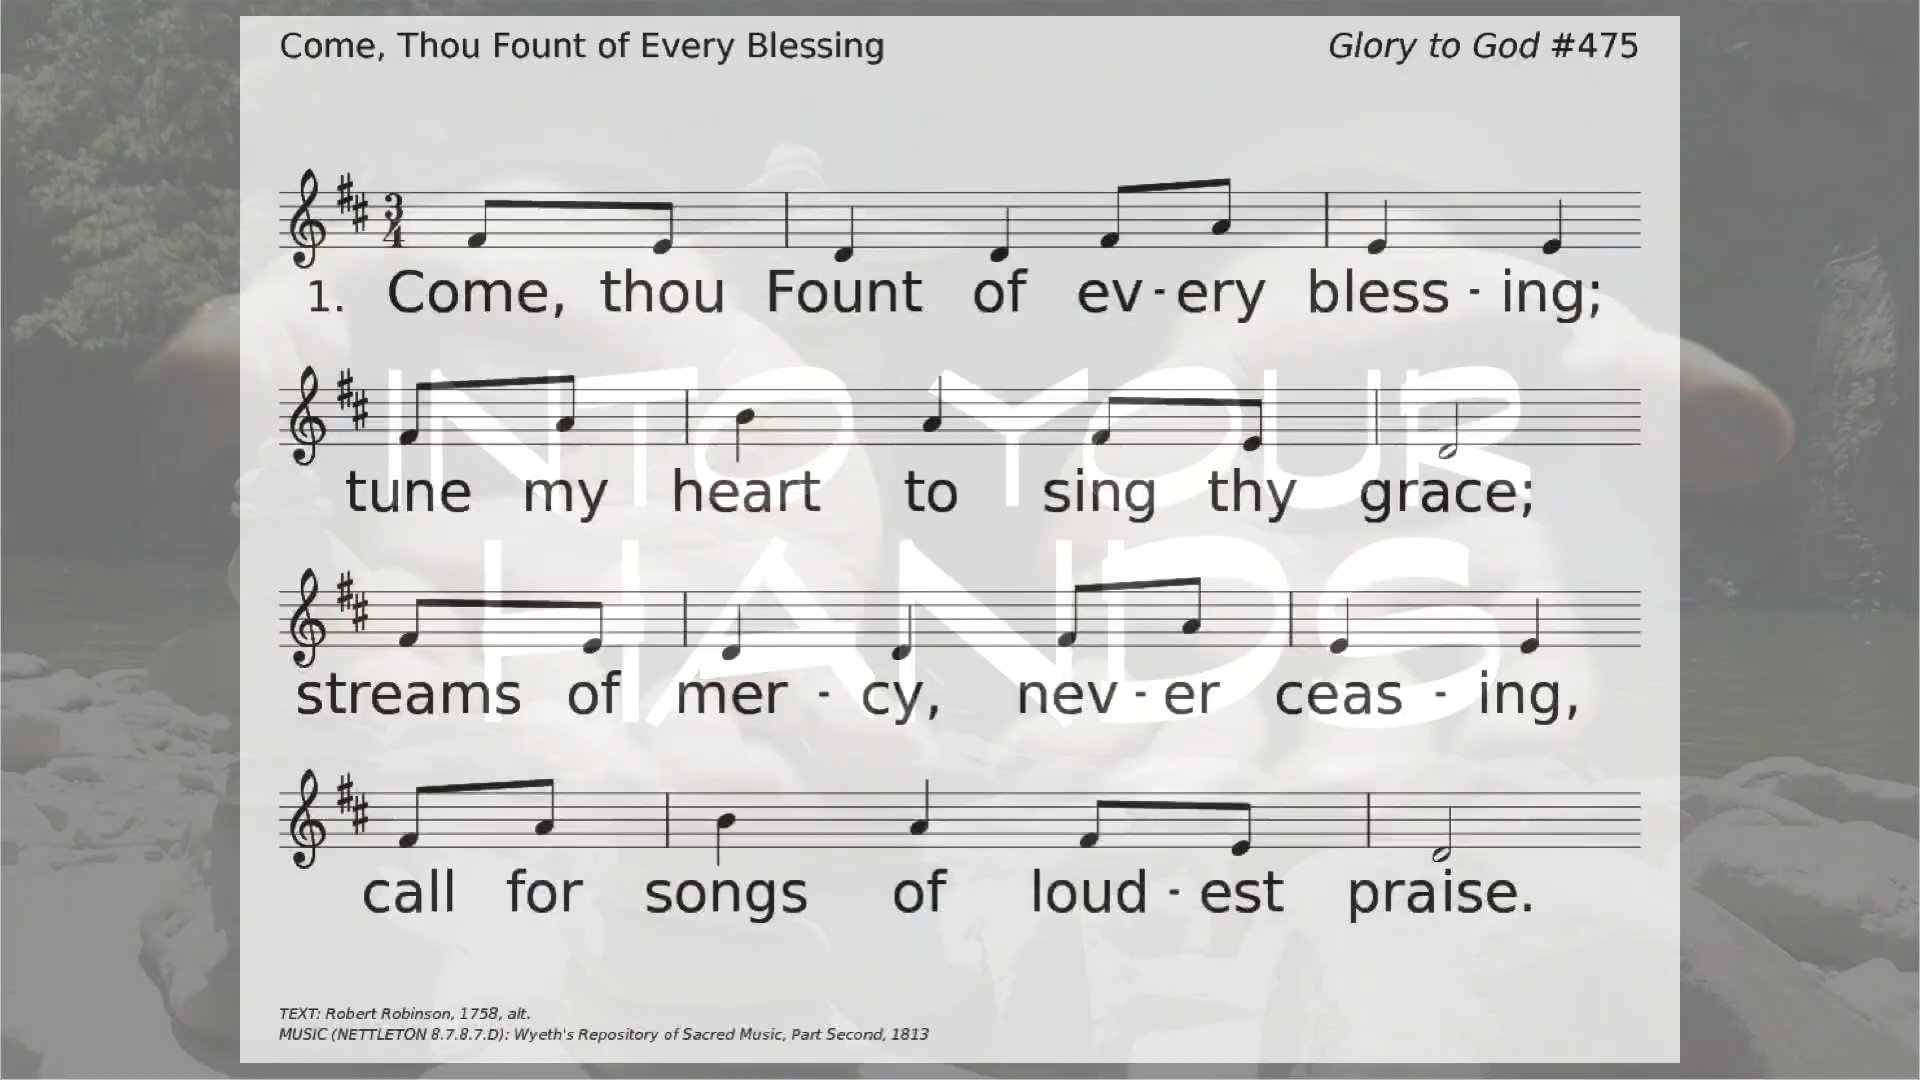 Come, Thou Fount of Every Blessing
Glory to God #475
3
4
1. Come, thou Fount of ev - ery bless - ing;
INTO YOUR
tune my heart to sing thy grace;
HANDS
streams of mer - cy, nev - er ceas - ing,
call for songs of loud - est praise.
TEXT: Robert Robinson, 1758, alt.
MUSIC (NETTLETON 8.7.8.7.D): Wyeth's Repository of Sacred Music, Part Second, 1813